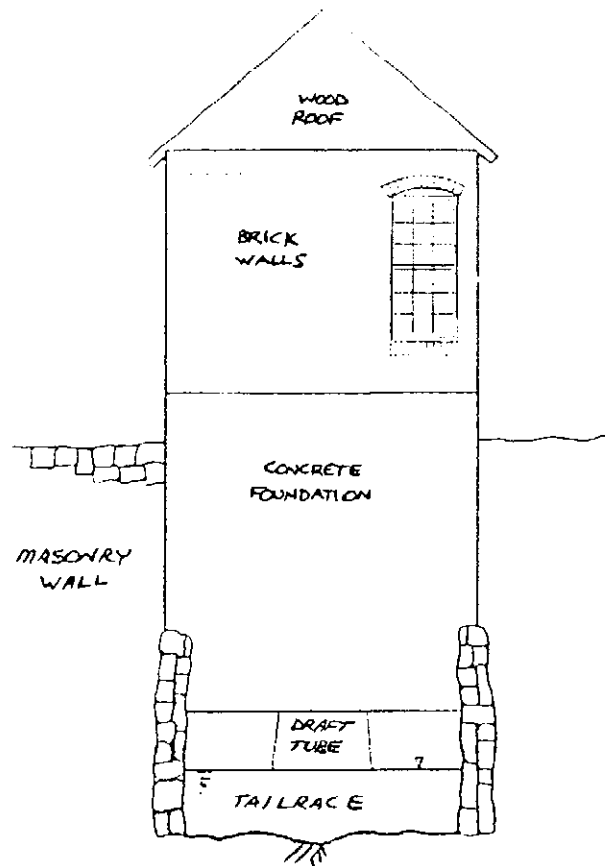 WOOD
ROOF
BRICK
WALLS
CONCRETE
FOUNDATION
MASONRY
WALL
DRAFT
TUBE
TAILRACE